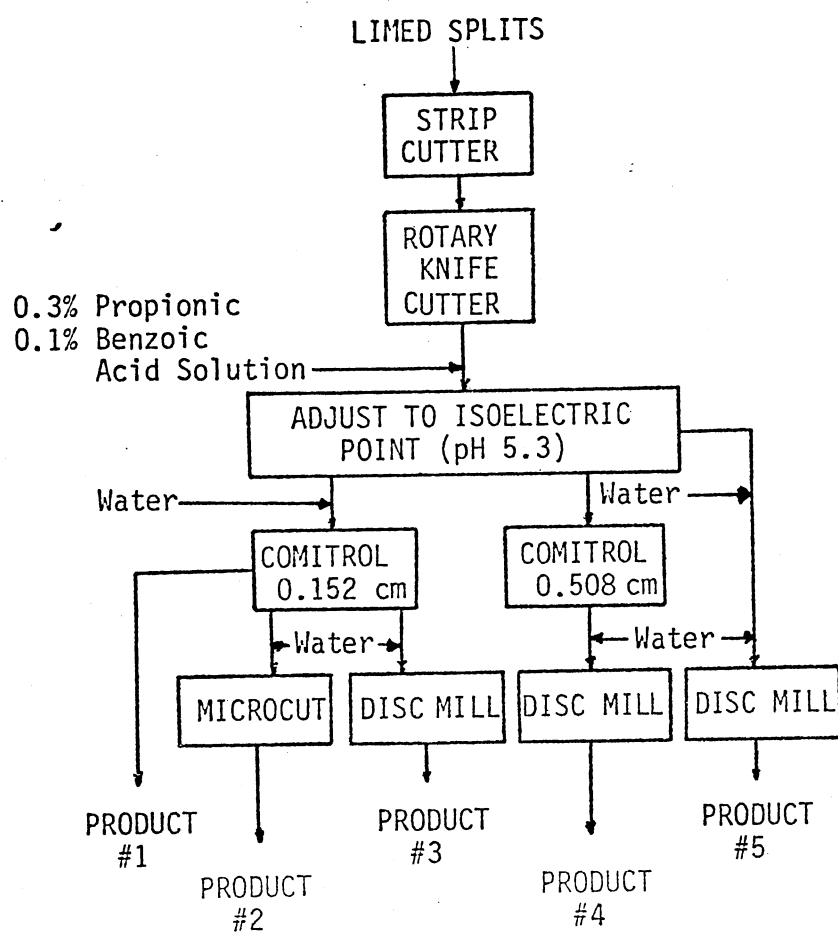 LIMED SPLITS
STRIP
CUTTER
ROTARY
KNIFE
CUTTER
0.3% Propionic
0.1% Benzoic
Acid Solution
ADJUST TO ISOELECTRIC
POINT (pH 5.3)
Water
Water
COMITROL
0.152 cm
COMITROL
0.508 cm
Water
Water
MICROCUT
DISC MILL
DISC MILL
DISC MILL
PRODUCT
#1
PRODUCT
#2
PRODUCT
#3
PRODUCT
#4
PRODUCT
#5